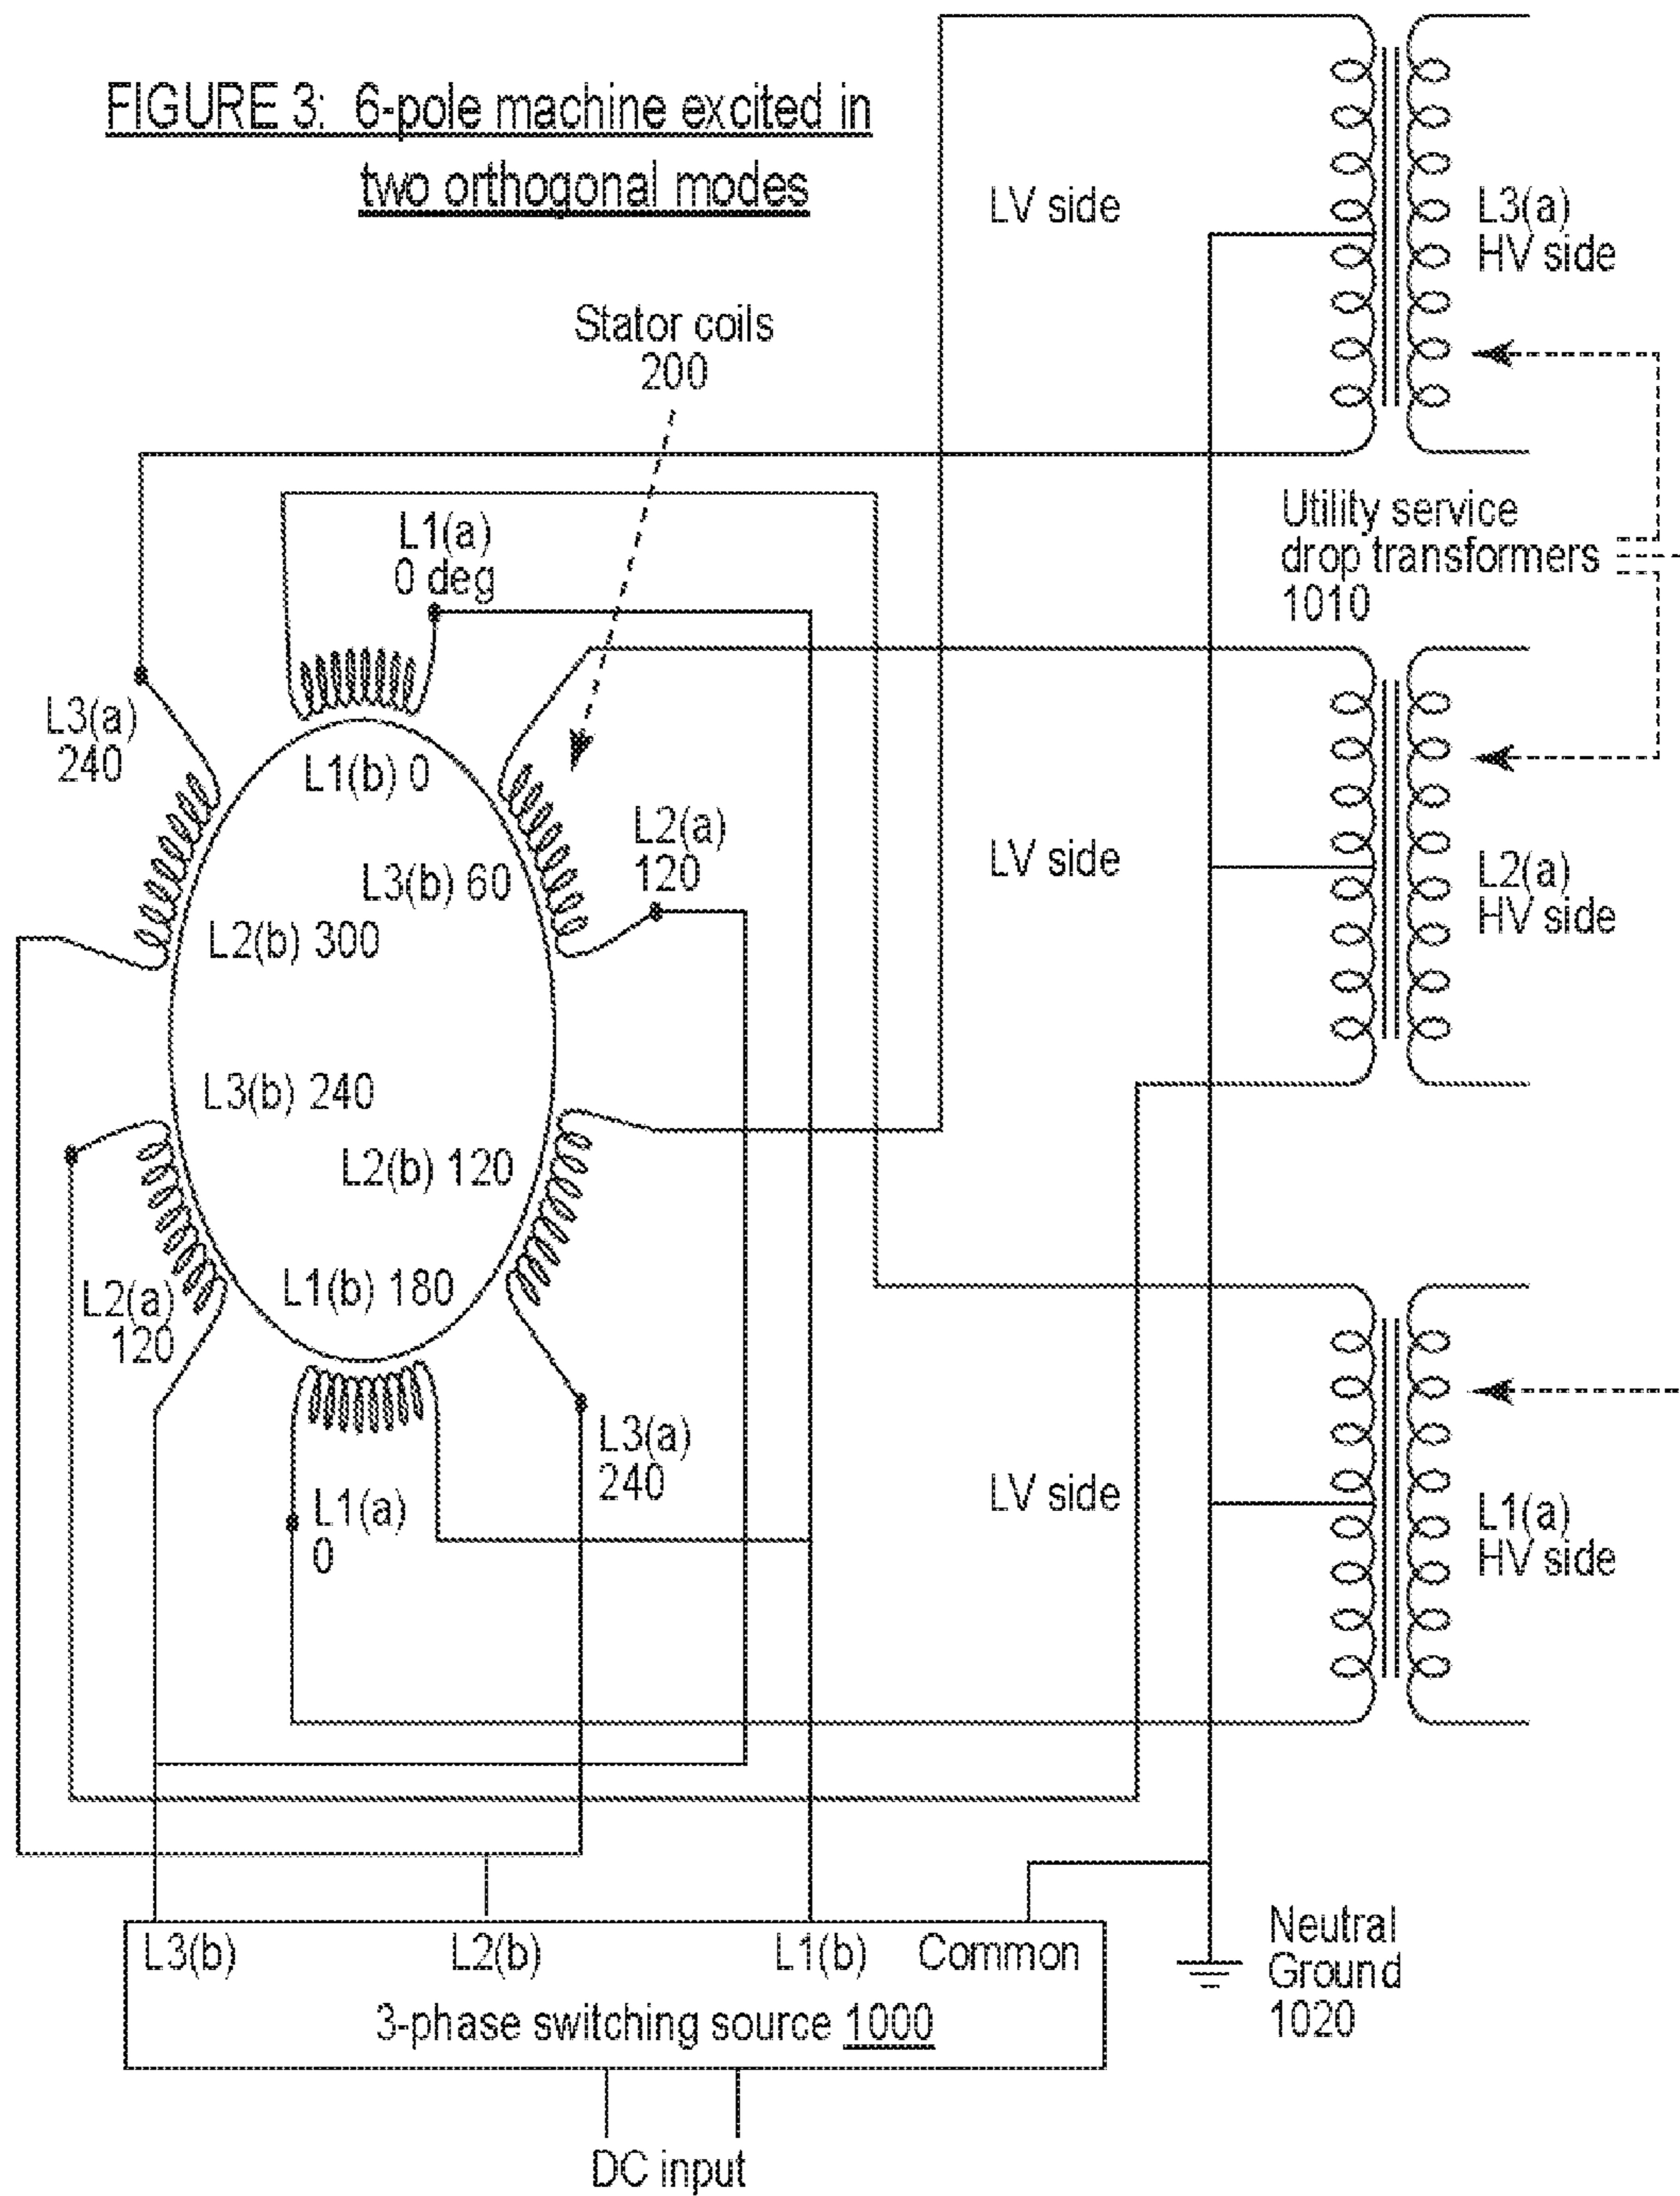 FIGURE 3: 6-pole machine excited in
two orthogonal modes
LV side
L3(a)
HV side
Stator coils
200
Utility service
drop transformers
1010
L1(a)
0 deg
L3(a)
240
L1(b) 0
L2(a)
120
L3(b) 60
LV side
L2(a)
HV side
L2(b) 300
L3(b) 240
L2(b) 120
L1(b) 180
L2(a)
120
L3(a)
240
L1(a)
0
LV side
L1(a)
HV side
L3(b)
L2(b)
L1(b)
Common
3-phase switching source 1000
Neutral
Ground
1020
DC input